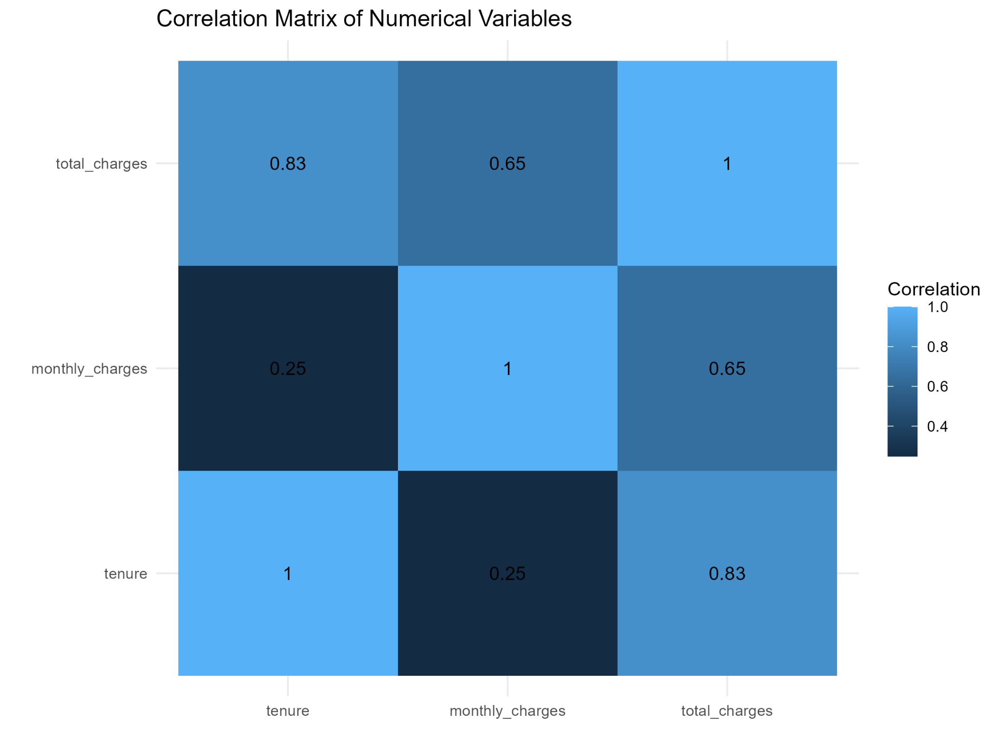 Correlation Matrix of Numerical Variables
total_charges
0.83 0.65 1
monthly_charges
0.25 1 0.65
tenure
1 0.25 0.83
tenure monthly_charges total_charges
Correlation
1.0
0.8
0.6
0.4